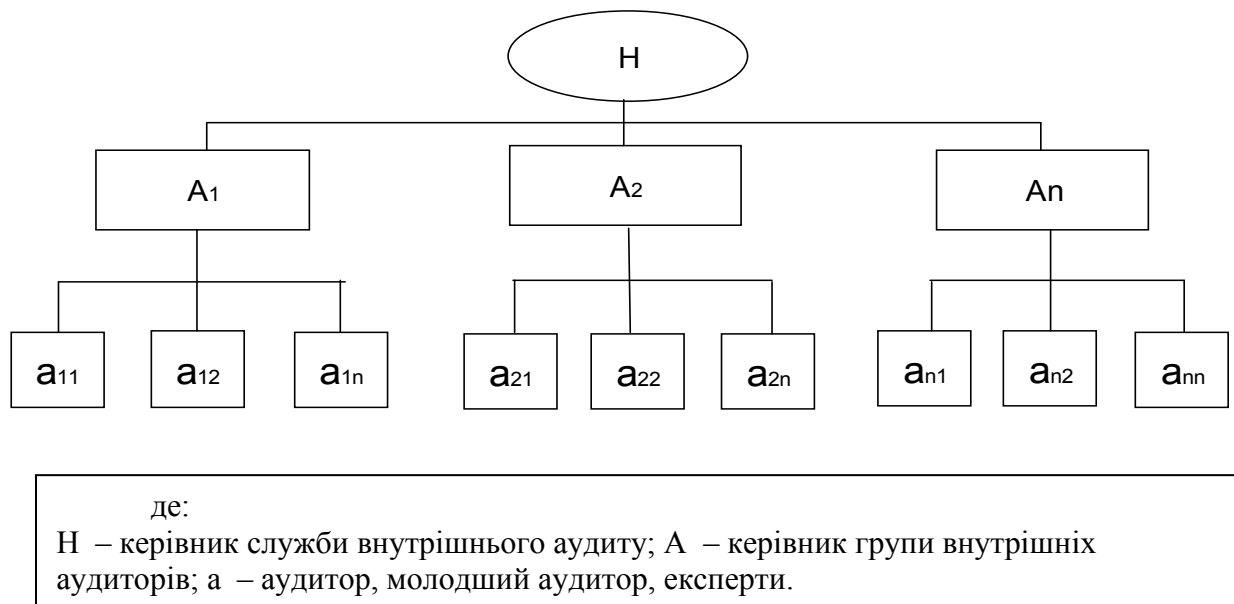 Н
А1
А2
Аn
а11 а12 а1n а21 а22 а2n аn1 аn2 аnn
де:
Н – керівник служби внутрішнього аудиту; А – керівник групи внутрішніх
аудиторів; а – аудитор, молодший аудитор, експерти.